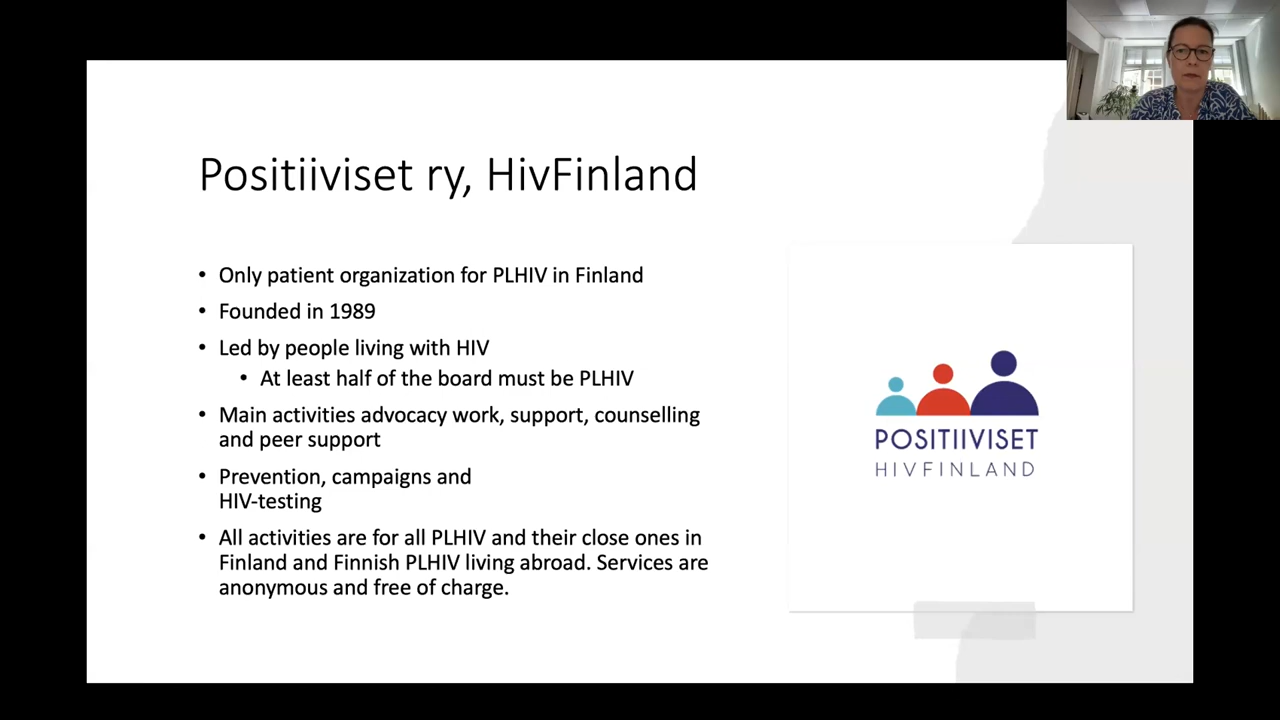 Positiiviset ry, HivFinland
• Only patient organization for PLHIV in Finland
• Founded in 1989
• Led by people living with HIV
• At least half of the board must be PLHIV
• Main activities advocacy work, support, counselling
and peer support
• Prevention, campaigns and
HIV-testing
• All activities are for all PLHIV and their close ones in
Finland and Finnish PLHIV living abroad. Services are
anonymous and free of charge.
POSITIIVISET
HIVFINLAND